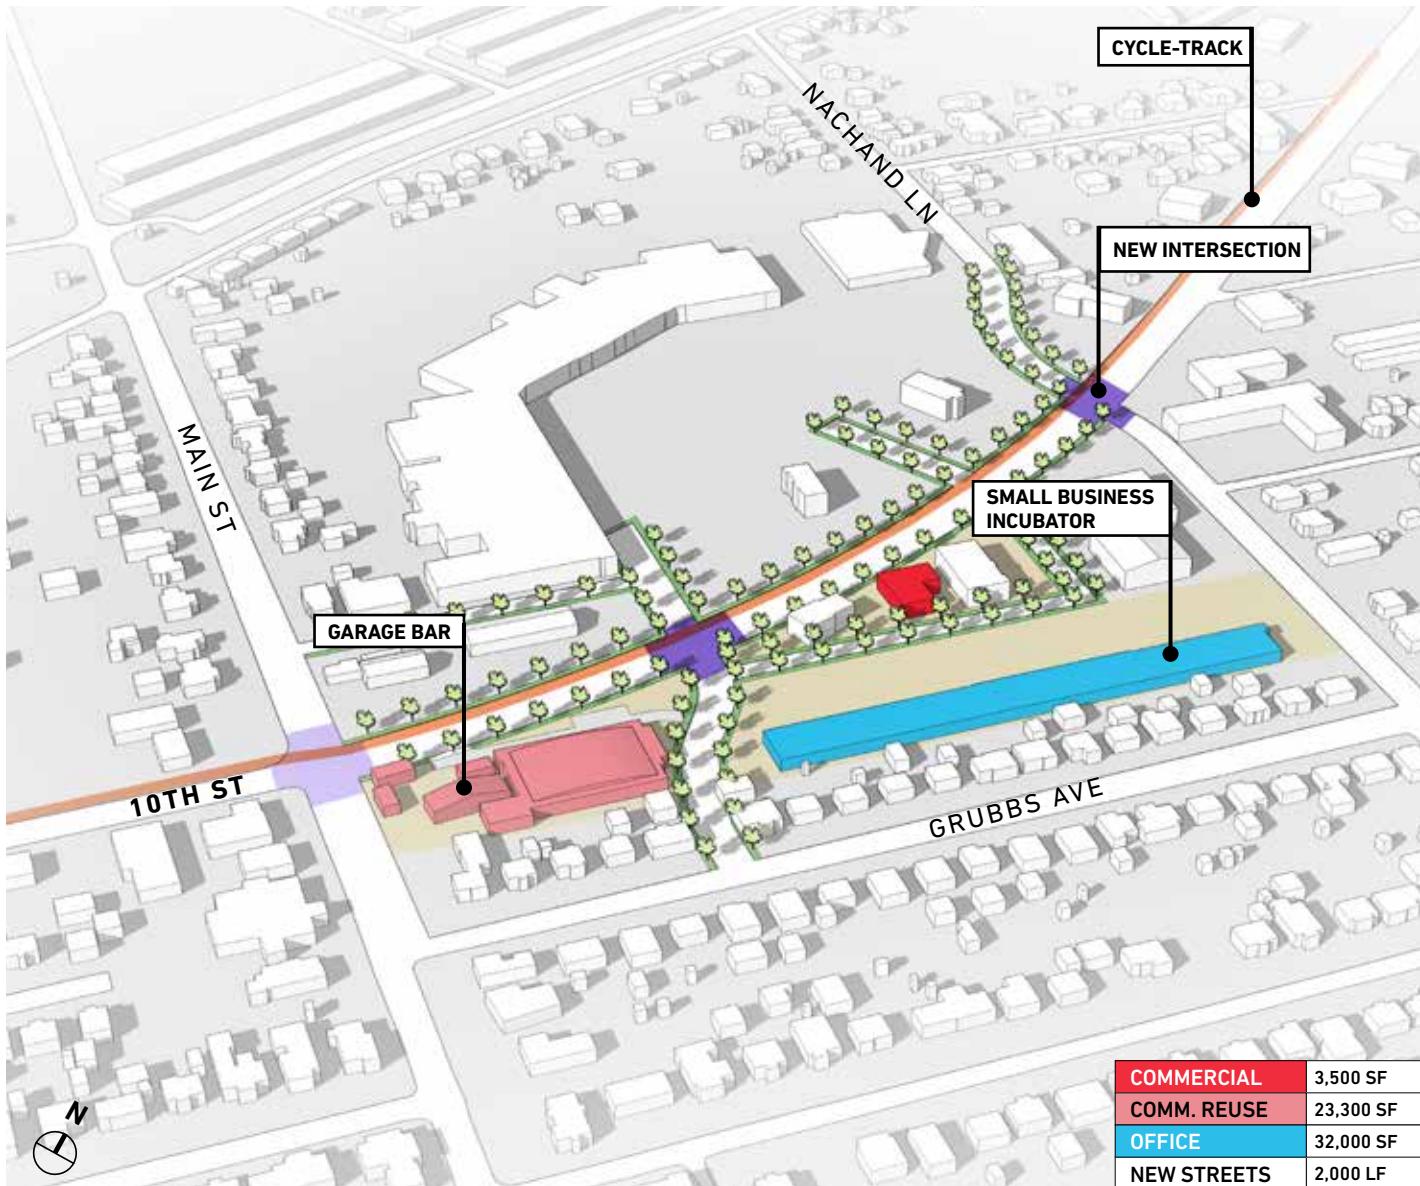 CYCLE-TRACK
NACHAND LN
NEW INTERSECTION
MAIN ST
SMALL BUSINESS
INCUBATOR
GARAGE BAR
10TH ST
GRUBBS AVE
COMMERCIAL 3,500 SF
COMM. REUSE 23,300 SF
OFFICE 32,000 SF
NEW STREETS 2,000 LF
N